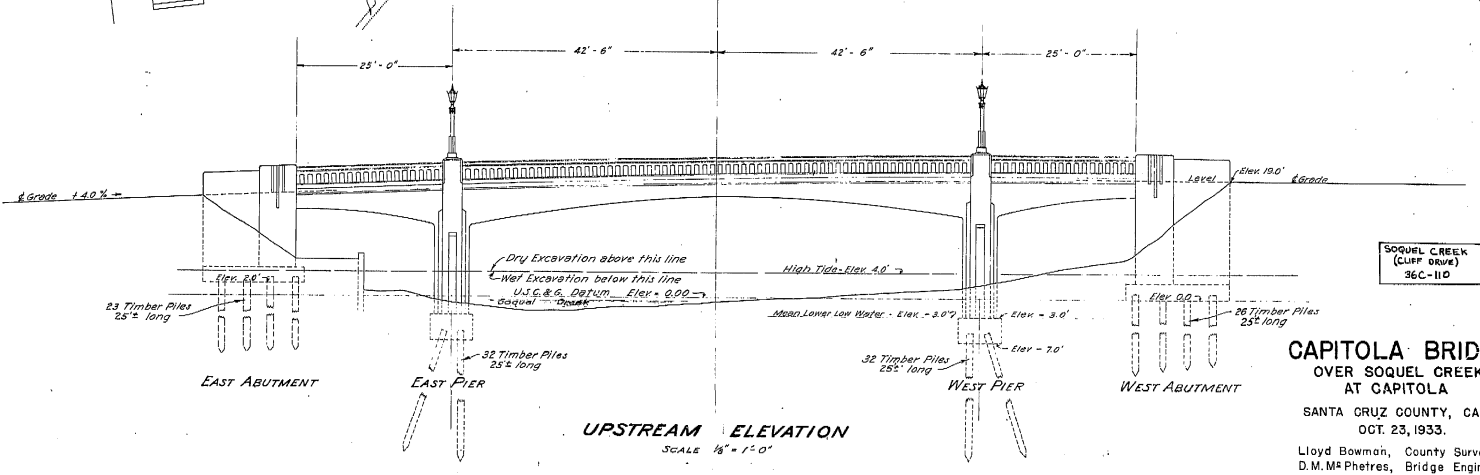 42'-6"
42'-6"
25'-0"
25'-0"
₵ Grade +4.0%
Level
Elev. 19.0'
₵ Grade
Dry Excavation above this line
Wet Excavation below this line
High Tide - Elev. 4.0'
U.S.C.& G. Datum Elev = 0.00
Soquel Creek
Elev. 2.0'
Elev. 0.0
Mean Lower Low Water - Elev. - 3.0'
Elev. - 3.0'
Elev - 7.0'
23 Timber Piles
25'± long
26 Timber Piles
25'± long
32 Timber Piles
25'± long
32 Timber Piles
25'± long
EAST ABUTMENT
EAST PIER
WEST PIER
WEST ABUTMENT
UPSTREAM ELEVATION
SCALE 1/8" = 1'-0"
SOQUEL CREEK
(CLIFF DRIVE)
36C-110
CAPITOLA BRID
OVER SOQUEL CREEK
AT CAPITOLA
SANTA CRUZ COUNTY, CA
OCT. 23, 1933.
Lloyd Bowman, County Surv
D.M. McPhetres, Bridge Engi